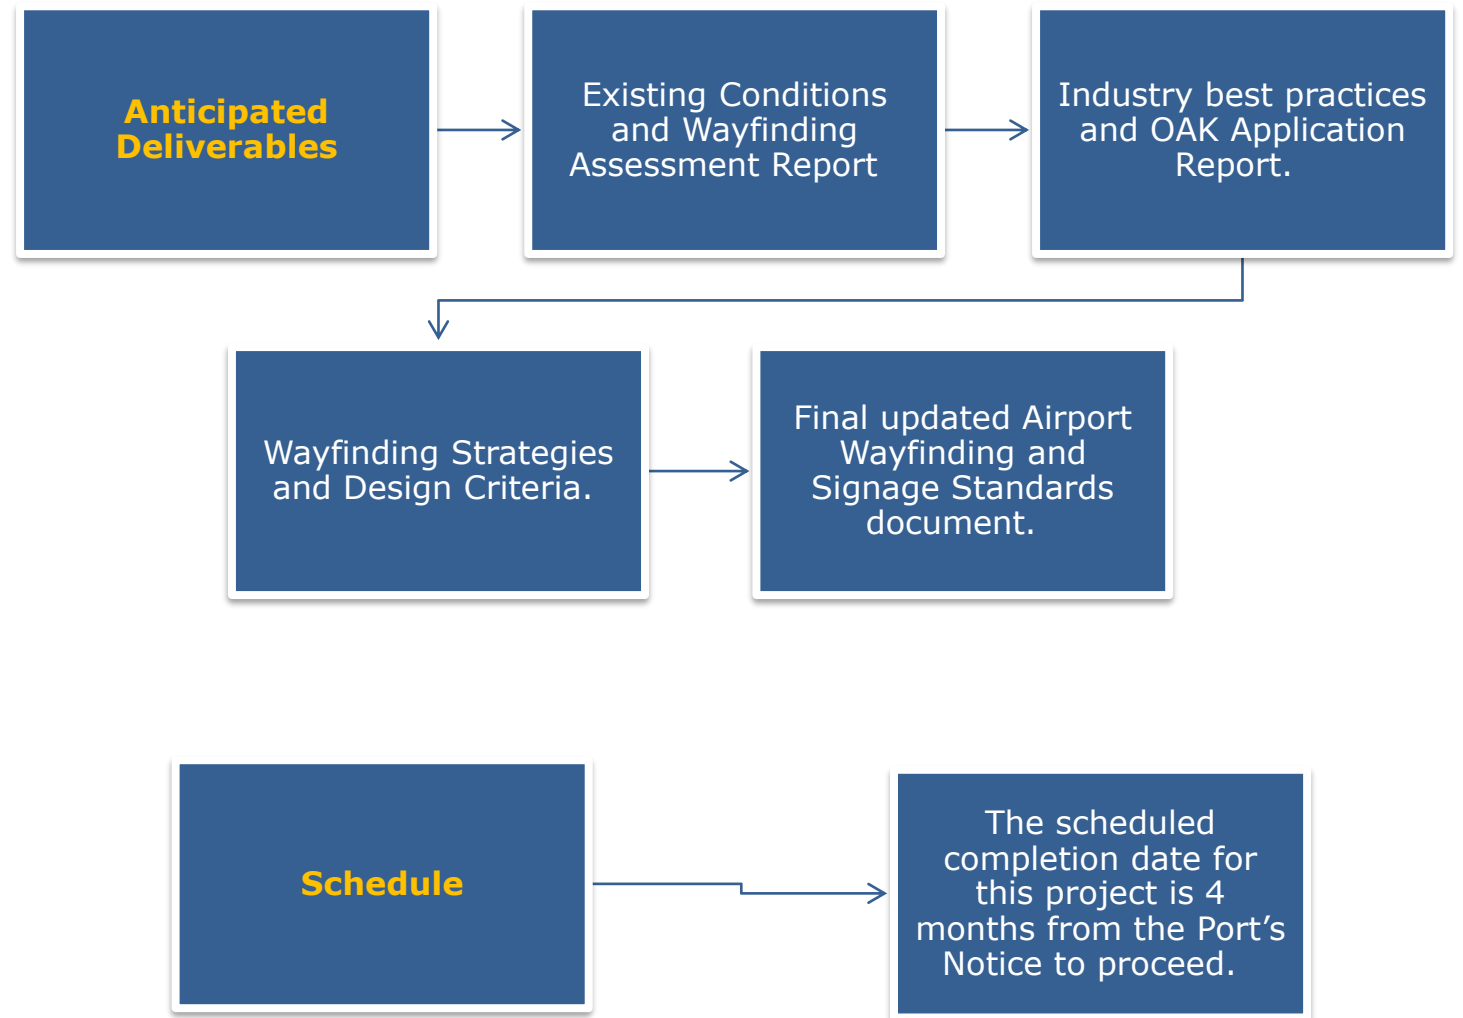 Anticipated
Deliverables
Existing Conditions
and Wayfinding
Assessment Report
Industry best practices
and OAK Application
Report.
Wayfinding Strategies
and Design Criteria.
Final updated Airport
Wayfinding and
Signage Standards
document.
Schedule
The scheduled
completion date for
this project is 4
months from the Port’s
Notice to proceed.